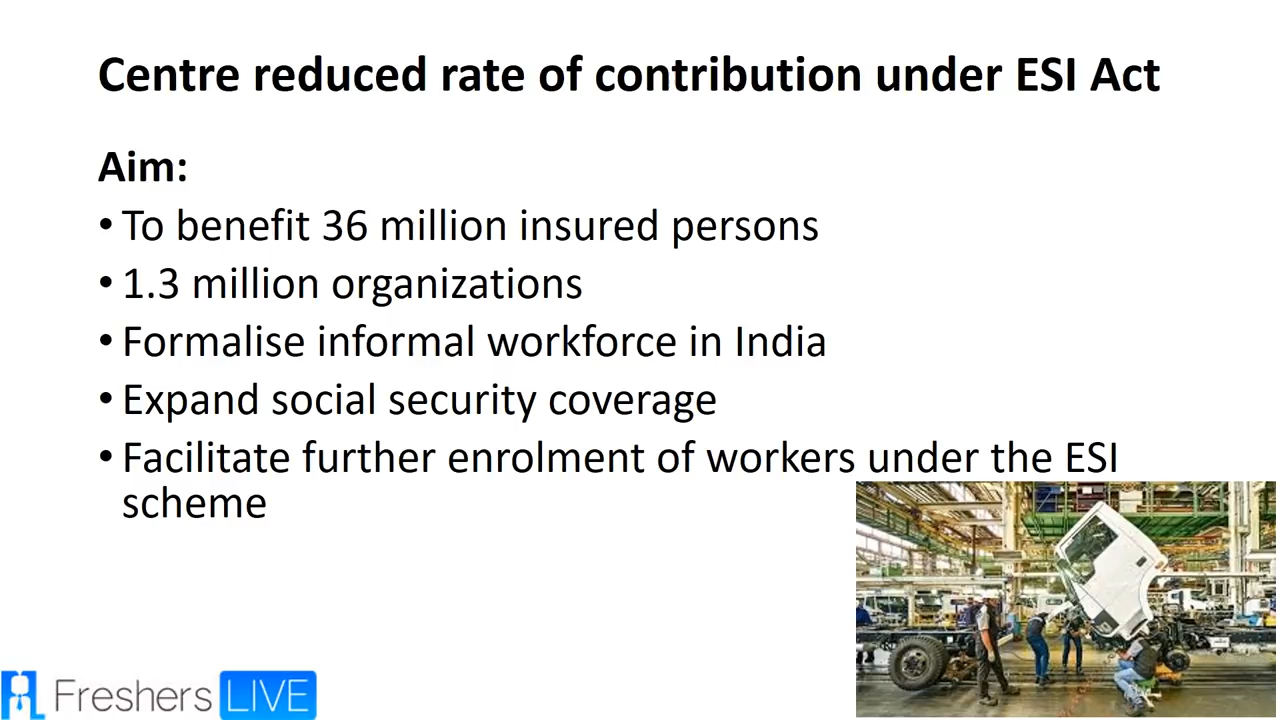 Centre reduced rate of contribution under ESI Act
Aim:
• To benefit 36 million insured persons
• 1.3 million organizations
• Formalise informal workforce in India
• Expand social security coverage
• Facilitate further enrolment of workers under the ESI
scheme
Freshers LIVE